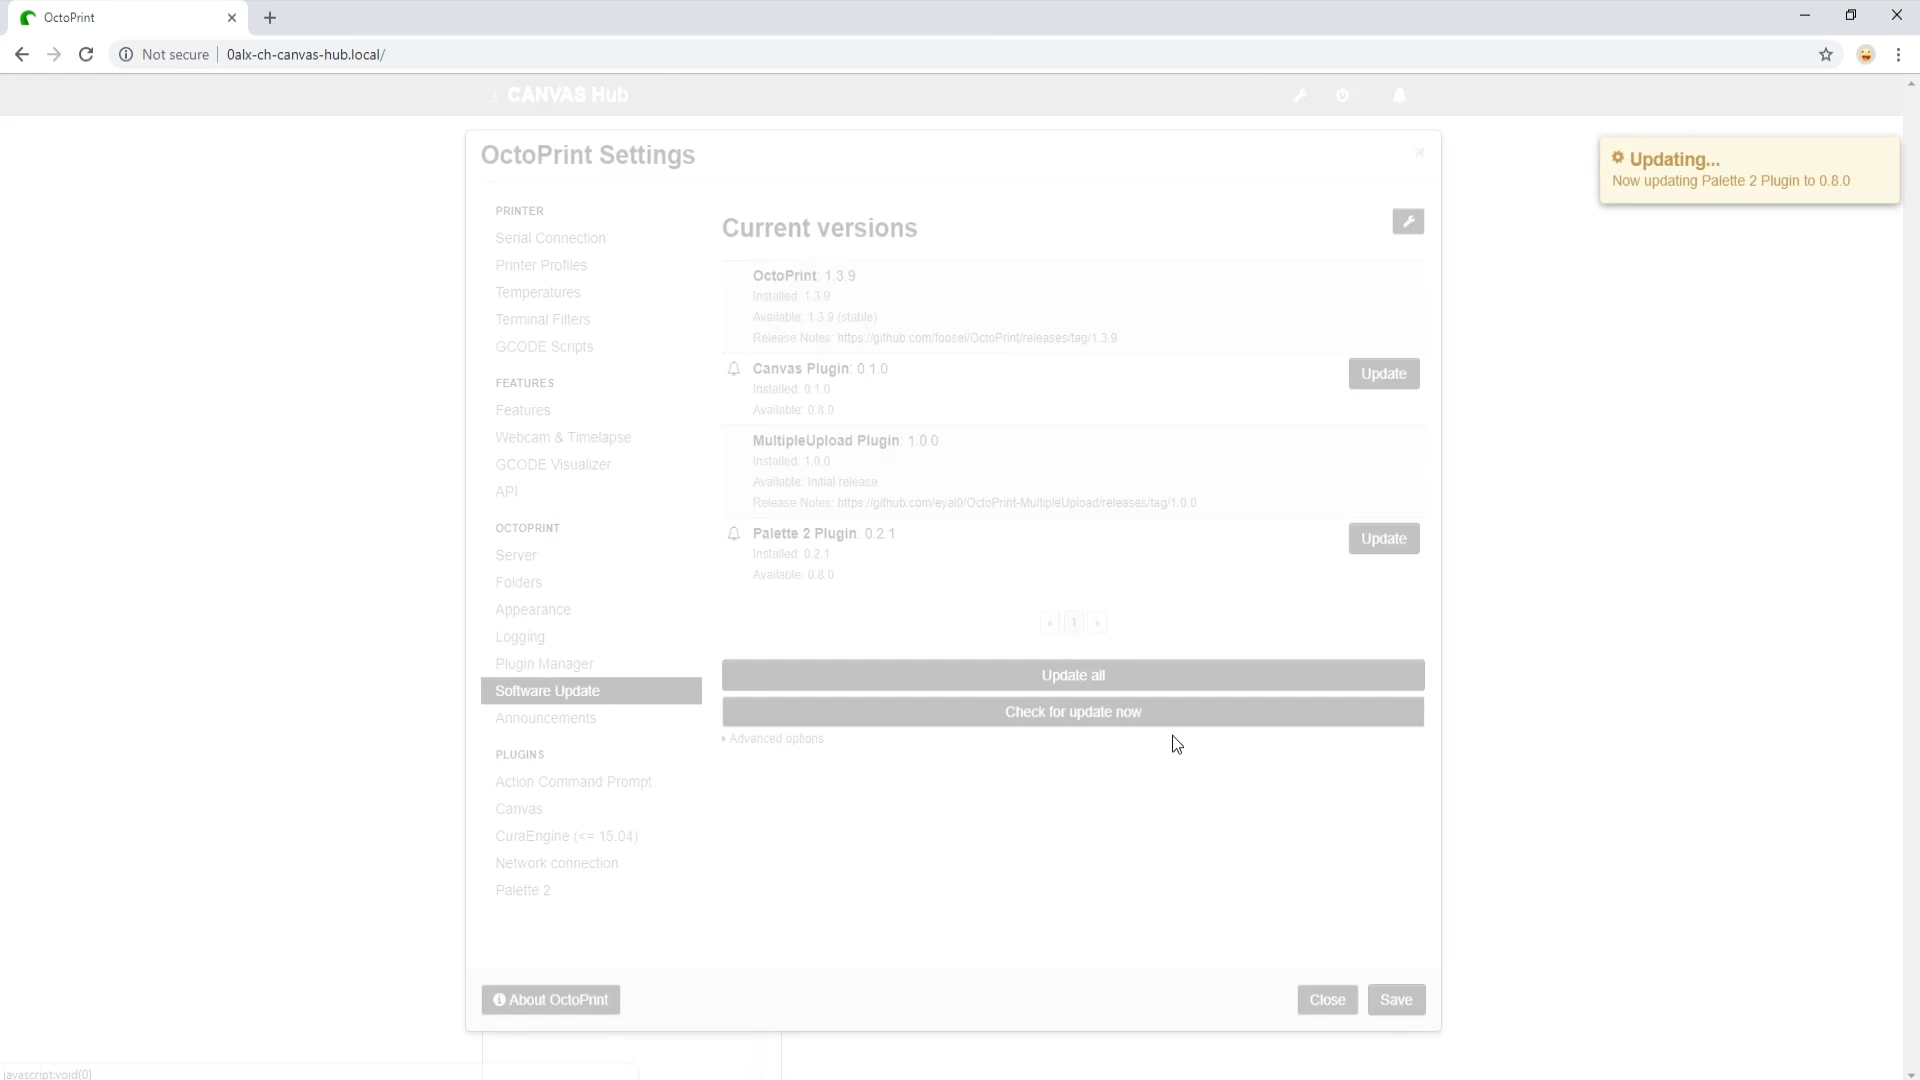 OctoPrint
Not secure
0alx-ch-canvas-hub.local/
CANVAS Hub
OctoPrint Settings
Updating...
Now updating Palette 2 Plugin to 0.8.0
PRINTER
Serial Connection
Printer Profiles
Temperatures
Terminal Filters
GCODE Scripts
FEATURES
Features
Webcam & Timelapse
GCODE Visualizer
API
OCTOPRINT
Server
Folders
Appearance
Logging
Plugin Manager
Software Update
Announcements
PLUGINS
Action Command Prompt
Canvas
CuraEngine (<= 15.04)
Network connection
Palette 2
Current versions
OctoPrint: 1.3.9
Installed: 1.3.9
Available: 1.3.9 (stable)
Release Notes: https://github.com/foosel/OctoPrint/releases/tag/1.3.9
Canvas Plugin: 0.1.0
Installed: 0.1.0
Available: 0.8.0
Update
MultipleUpload Plugin: 1.0.0
Installed: 1.0.0
Available: Initial release
Release Notes: https://github.com/eyal0/OctoPrint-MultipleUpload/releases/tag/1.0.0
Palette 2 Plugin: 0.2.1
Installed: 0.2.1
Available: 0.8.0
Update
« 1 »
Update all
Check for update now
Advanced options
About OctoPrint
Close
Save
javascript:void(0)